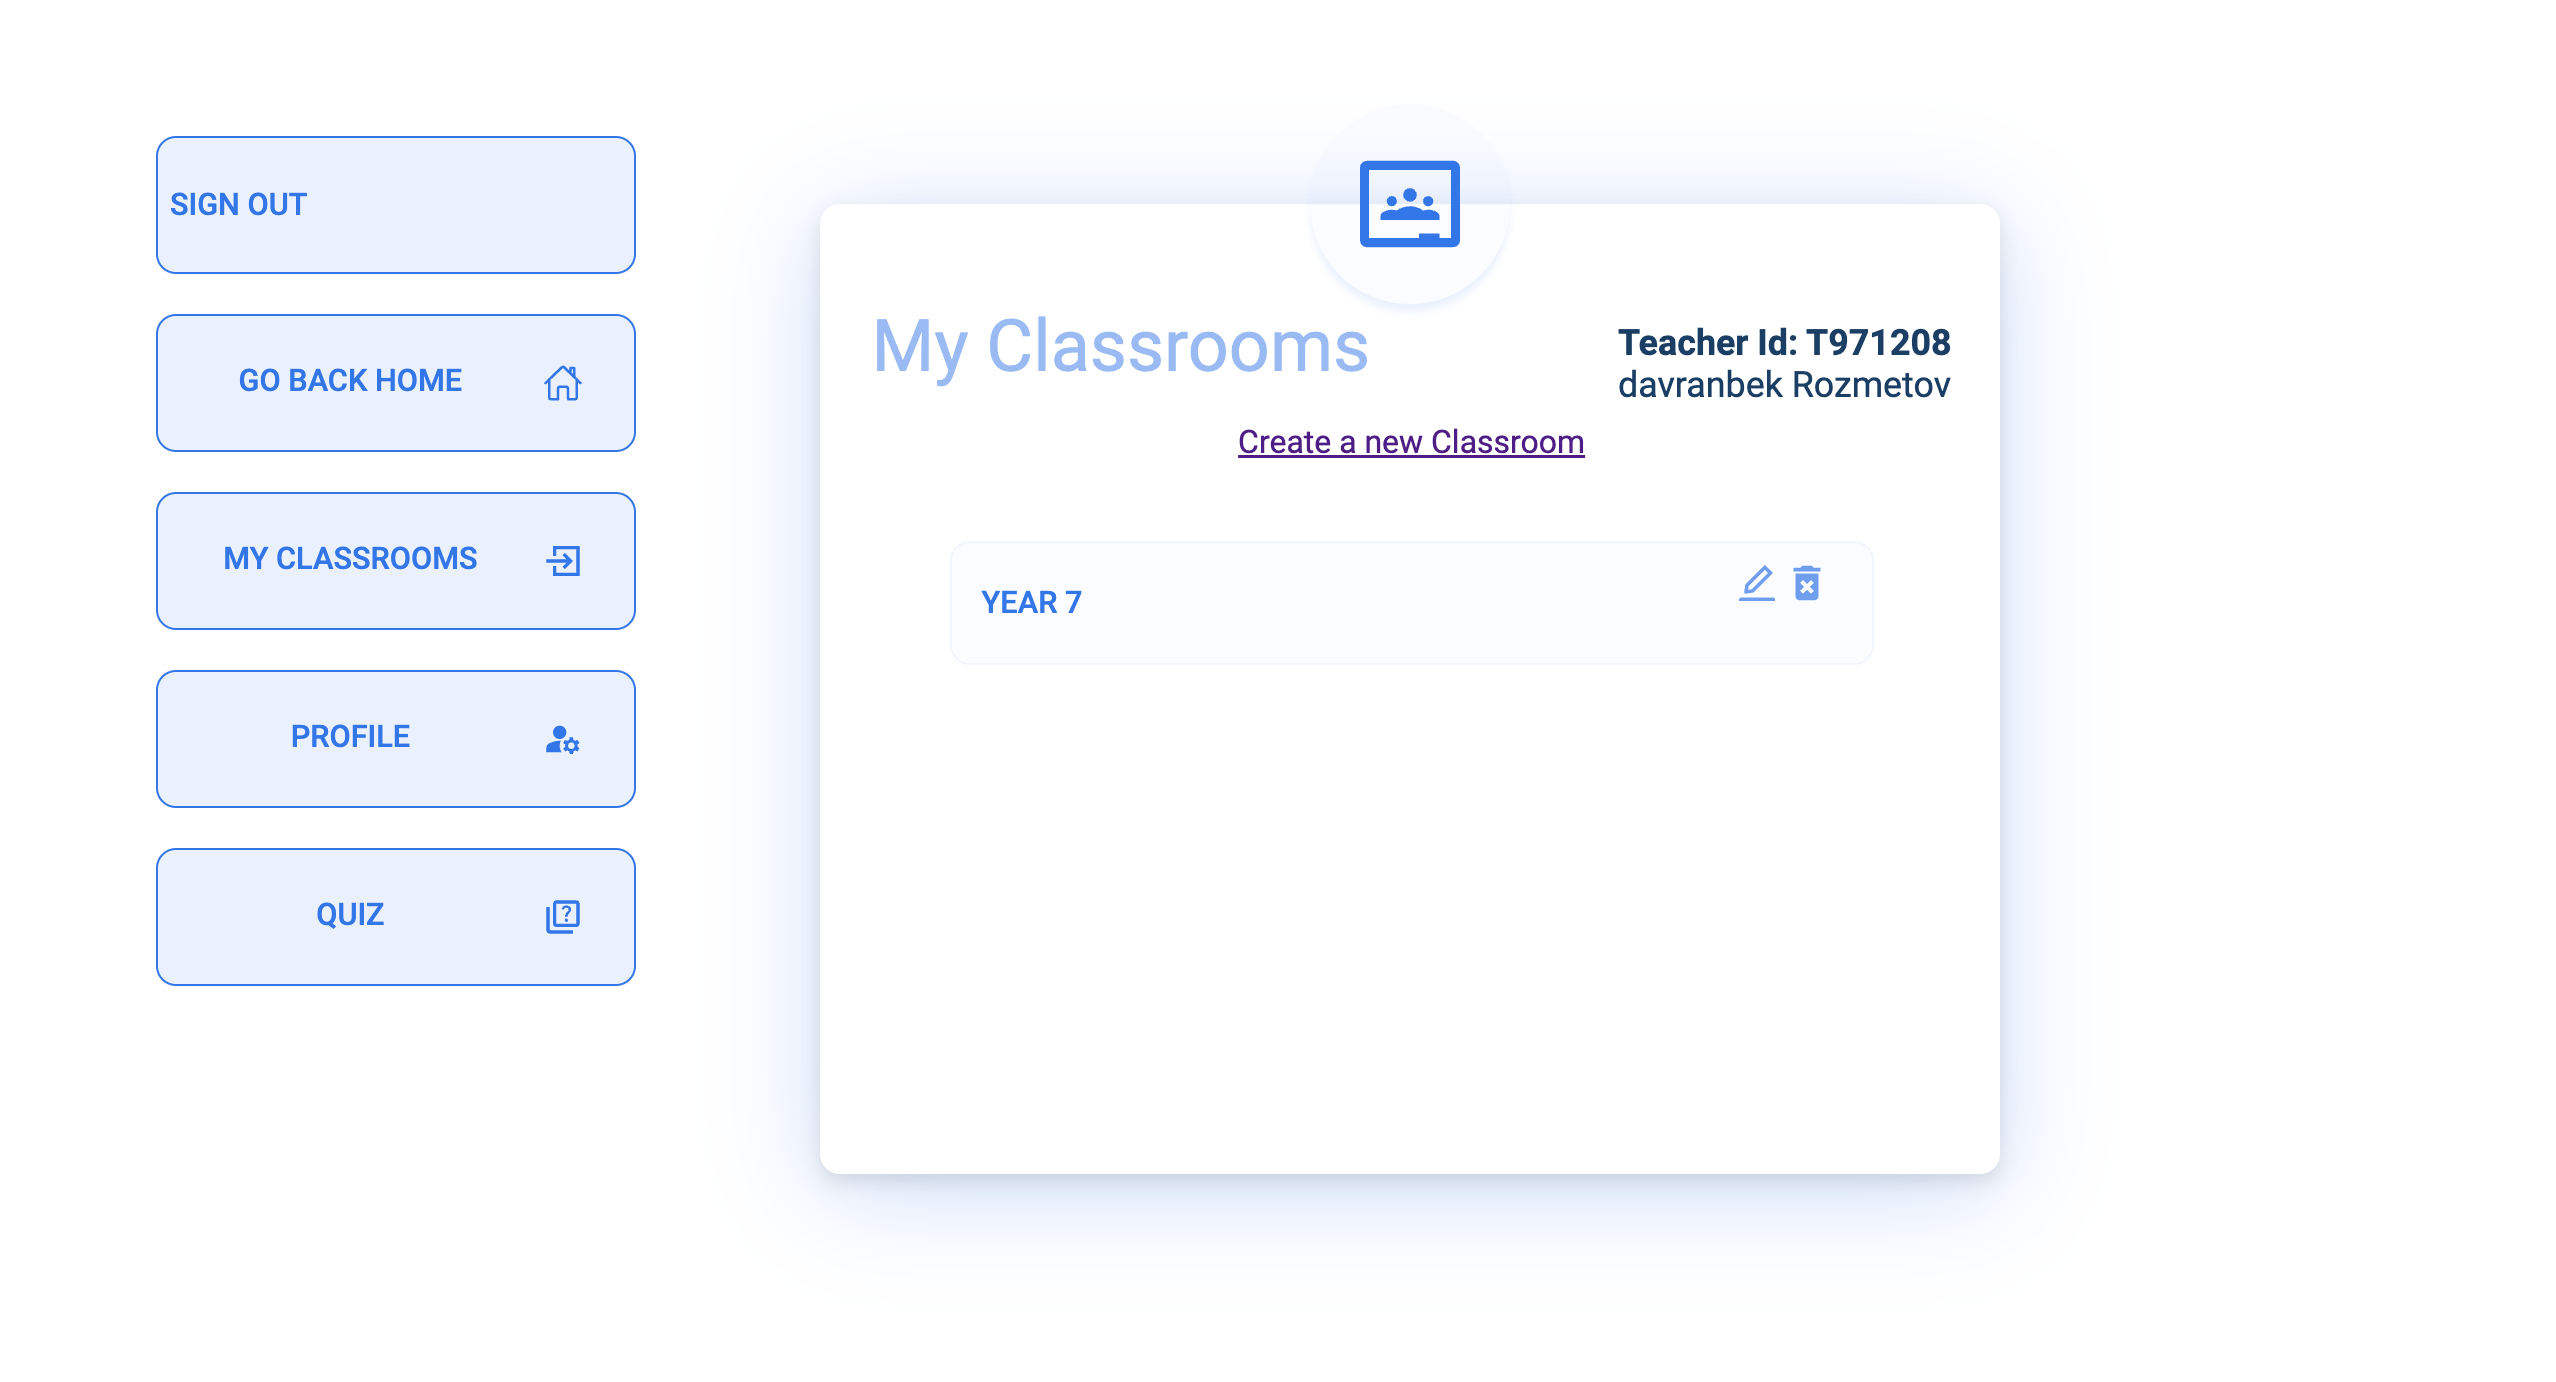 SIGN OUT
GO BACK HOME
MY CLASSROOMS
PROFILE
QUIZ
My Classrooms
Teacher Id: T971208
davranbek Rozmetov
Create a new Classroom
YEAR 7